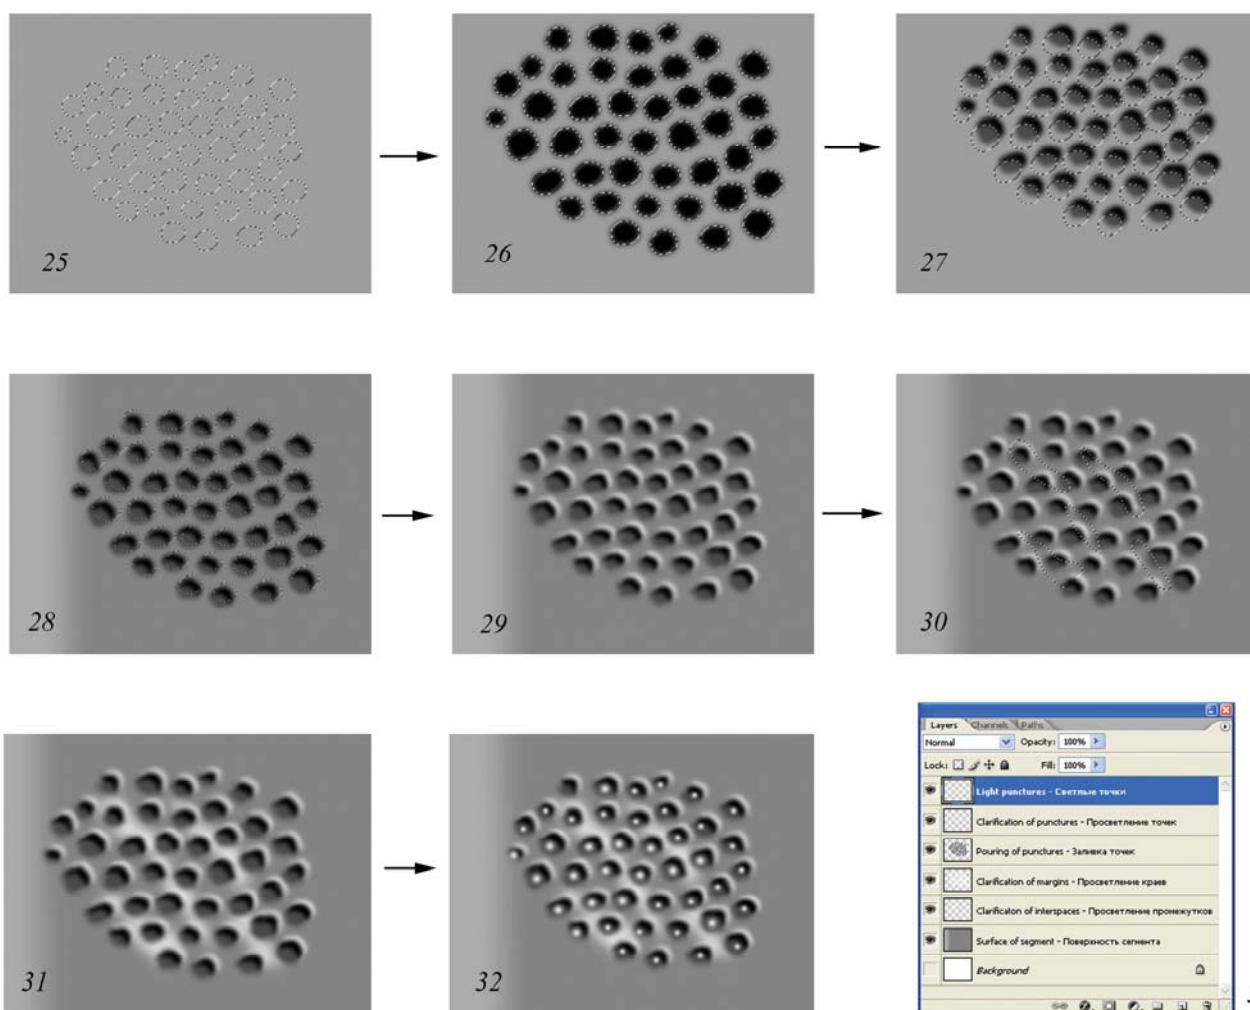 25
26
27
28
29
30
31
32
Layers Channels Paths
Normal Opacity: 100%
Lock: Fill: 100%
Light punctures - Светлые точки
Clarification of punctures - Просветление точек
Pouring of punctures - Заливка точек
Clarification of margins - Просветление краев
Clarificaion of interspaces - Просветление промежутков
Surface of segment - Поверхность сегмента
Background